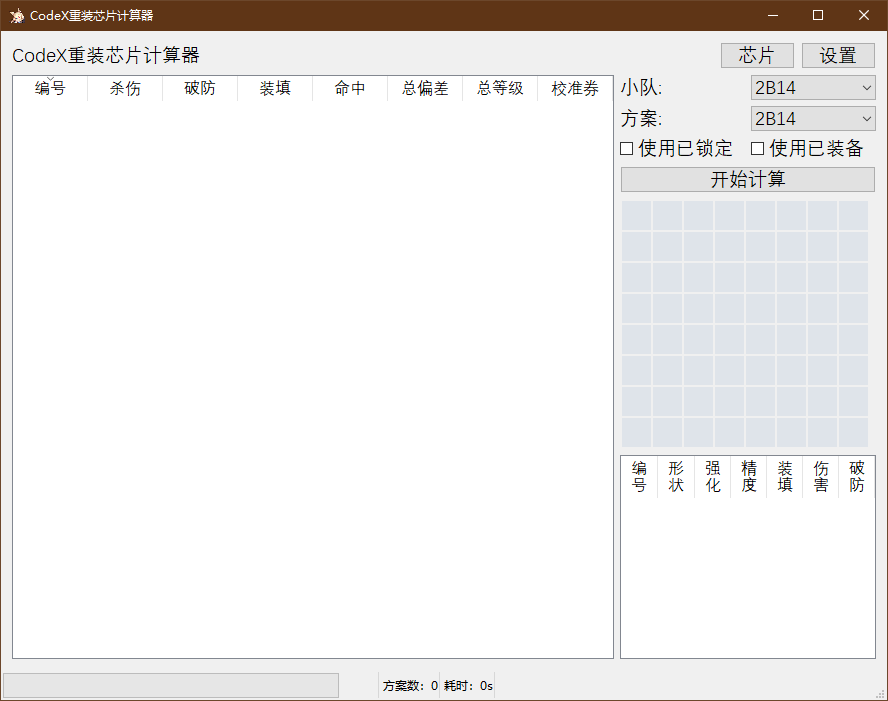 CodeX重装芯片计算器
CodeX重装芯片计算器 芯片 设置
编号 杀伤 破防 装填 命中 总偏差 总等级 校准券
小队: 2B14
方案: 2B14
使用已锁定 使用已装备
开始计算
编号 形状 强化 精度 装填 伤害 破防
方案数: 0 耗时: 0s